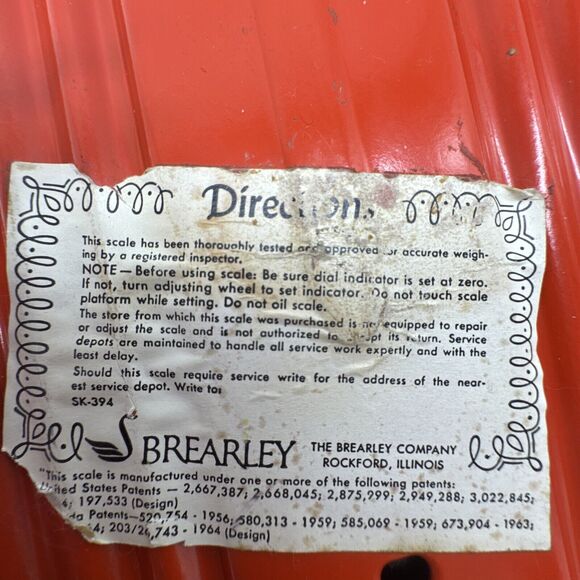 Directions
This scale has been thoroughly tested and approved for accurate weigh-
ing by a registered inspector.
NOTE — Before using scale: Be sure dial indicator is set at zero.
If not, turn adjusting wheel to set indicator. Do not touch scale
platform while setting. Do not oil scale.
The store from which this scale was purchased is not equipped to repair
or adjust the scale and is not authorized to accept its return. Service
depots are maintained to handle all service work expertly and with the
least delay.
Should this scale require service write for the address of the near-
est service depot. Write to:
SK-394
BREARLEY THE BREARLEY COMPANY
ROCKFORD, ILLINOIS
"This scale is manufactured under one or more of the following patents:
United States Patents — 2,667,387; 2,668,045; 2,875,999; 2,949,288; 3,022,845;
197,533 (Design)
Patents—520,754 - 1956; 580,313 - 1959; 585,069 - 1959; 673,904 - 1963;
743 - 1964 (Design)